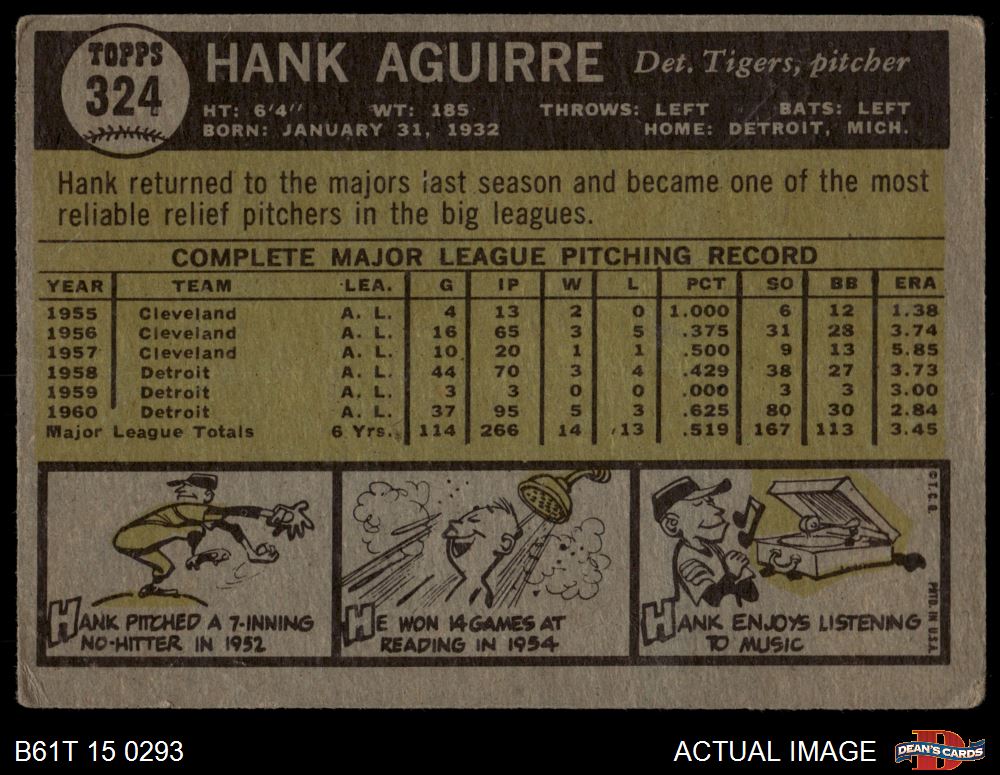 TOPPS
324
HANK AGUIRRE Det. Tigers, pitcher
HT: 6'4" WT: 185 THROWS: LEFT BATS: LEFT
BORN: JANUARY 31, 1932 HOME: DETROIT, MICH.
Hank returned to the majors last season and became one of the most
reliable relief pitchers in the big leagues.
COMPLETE MAJOR LEAGUE PITCHING RECORD
YEAR TEAM LEA. G IP W L PCT SO BB ERA
1955 Cleveland A. L. 4 13 2 0 1.000 6 12 1.38
1956 Cleveland A. L. 16 65 3 5 .375 31 28 3.74
1957 Cleveland A. L. 10 20 1 1 .500 9 13 5.85
1958 Detroit A. L. 44 70 3 4 .429 38 27 3.73
1959 Detroit A. L. 3 3 0 0 .000 3 3 3.00
1960 Detroit A. L. 37 95 5 3 .625 80 30 2.84
Major League Totals 6 Yrs. 114 266 14 13 .519 167 113 3.45
HANK PITCHED A 7-INNING
NO-HITTER IN 1952
HE WON 14 GAMES AT
READING IN 1954
HANK ENJOYS LISTENING
TO MUSIC
© T.C.G.
PRTD. IN U.S.A.
B61T 15 0293
ACTUAL IMAGE
DEAN'S CARDS